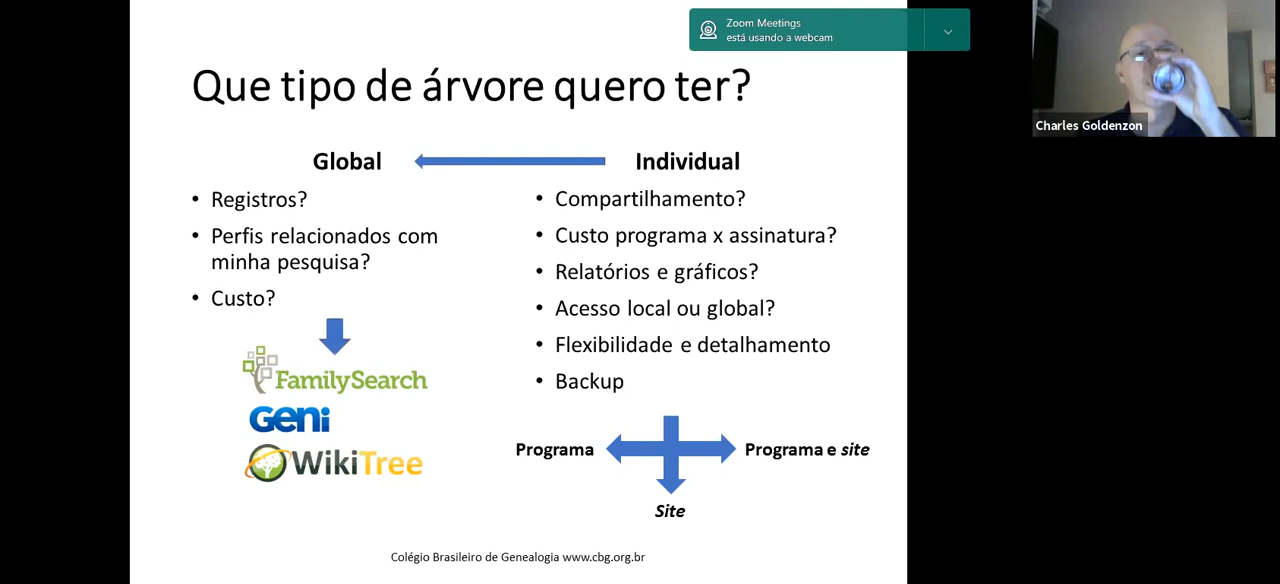 Zoom Meetings
está usando a webcam
Charles Goldenzon
Que tipo de árvore quero ter?
Global
• Registros?
• Perfis relacionados com
minha pesquisa?
• Custo?
FamilySearch
Geni
WikiTree
Individual
• Compartilhamento?
• Custo programa x assinatura?
• Relatórios e gráficos?
• Acesso local ou global?
• Flexibilidade e detalhamento
• Backup
Programa
Programa e site
Site
Colégio Brasileiro de Genealogia www.cbg.org.br